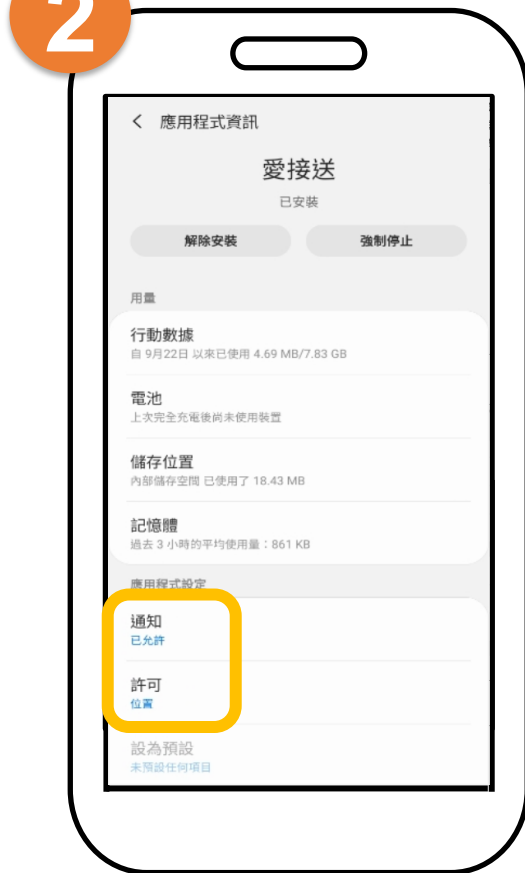 2
應用程式資訊
愛接送
已安裝
解除安裝 強制停止
用量
行動數據
自 9月22日 以來已使用 4.69 MB/7.83 GB
電池
上次完全充電後尚未使用裝置
儲存位置
內部儲存空間 已使用了 18.43 MB
記憶體
過去 3 小時的平均使用量：861 KB
應用程式設定
通知
已允許
許可
位置
設為預設
未預設任何項目